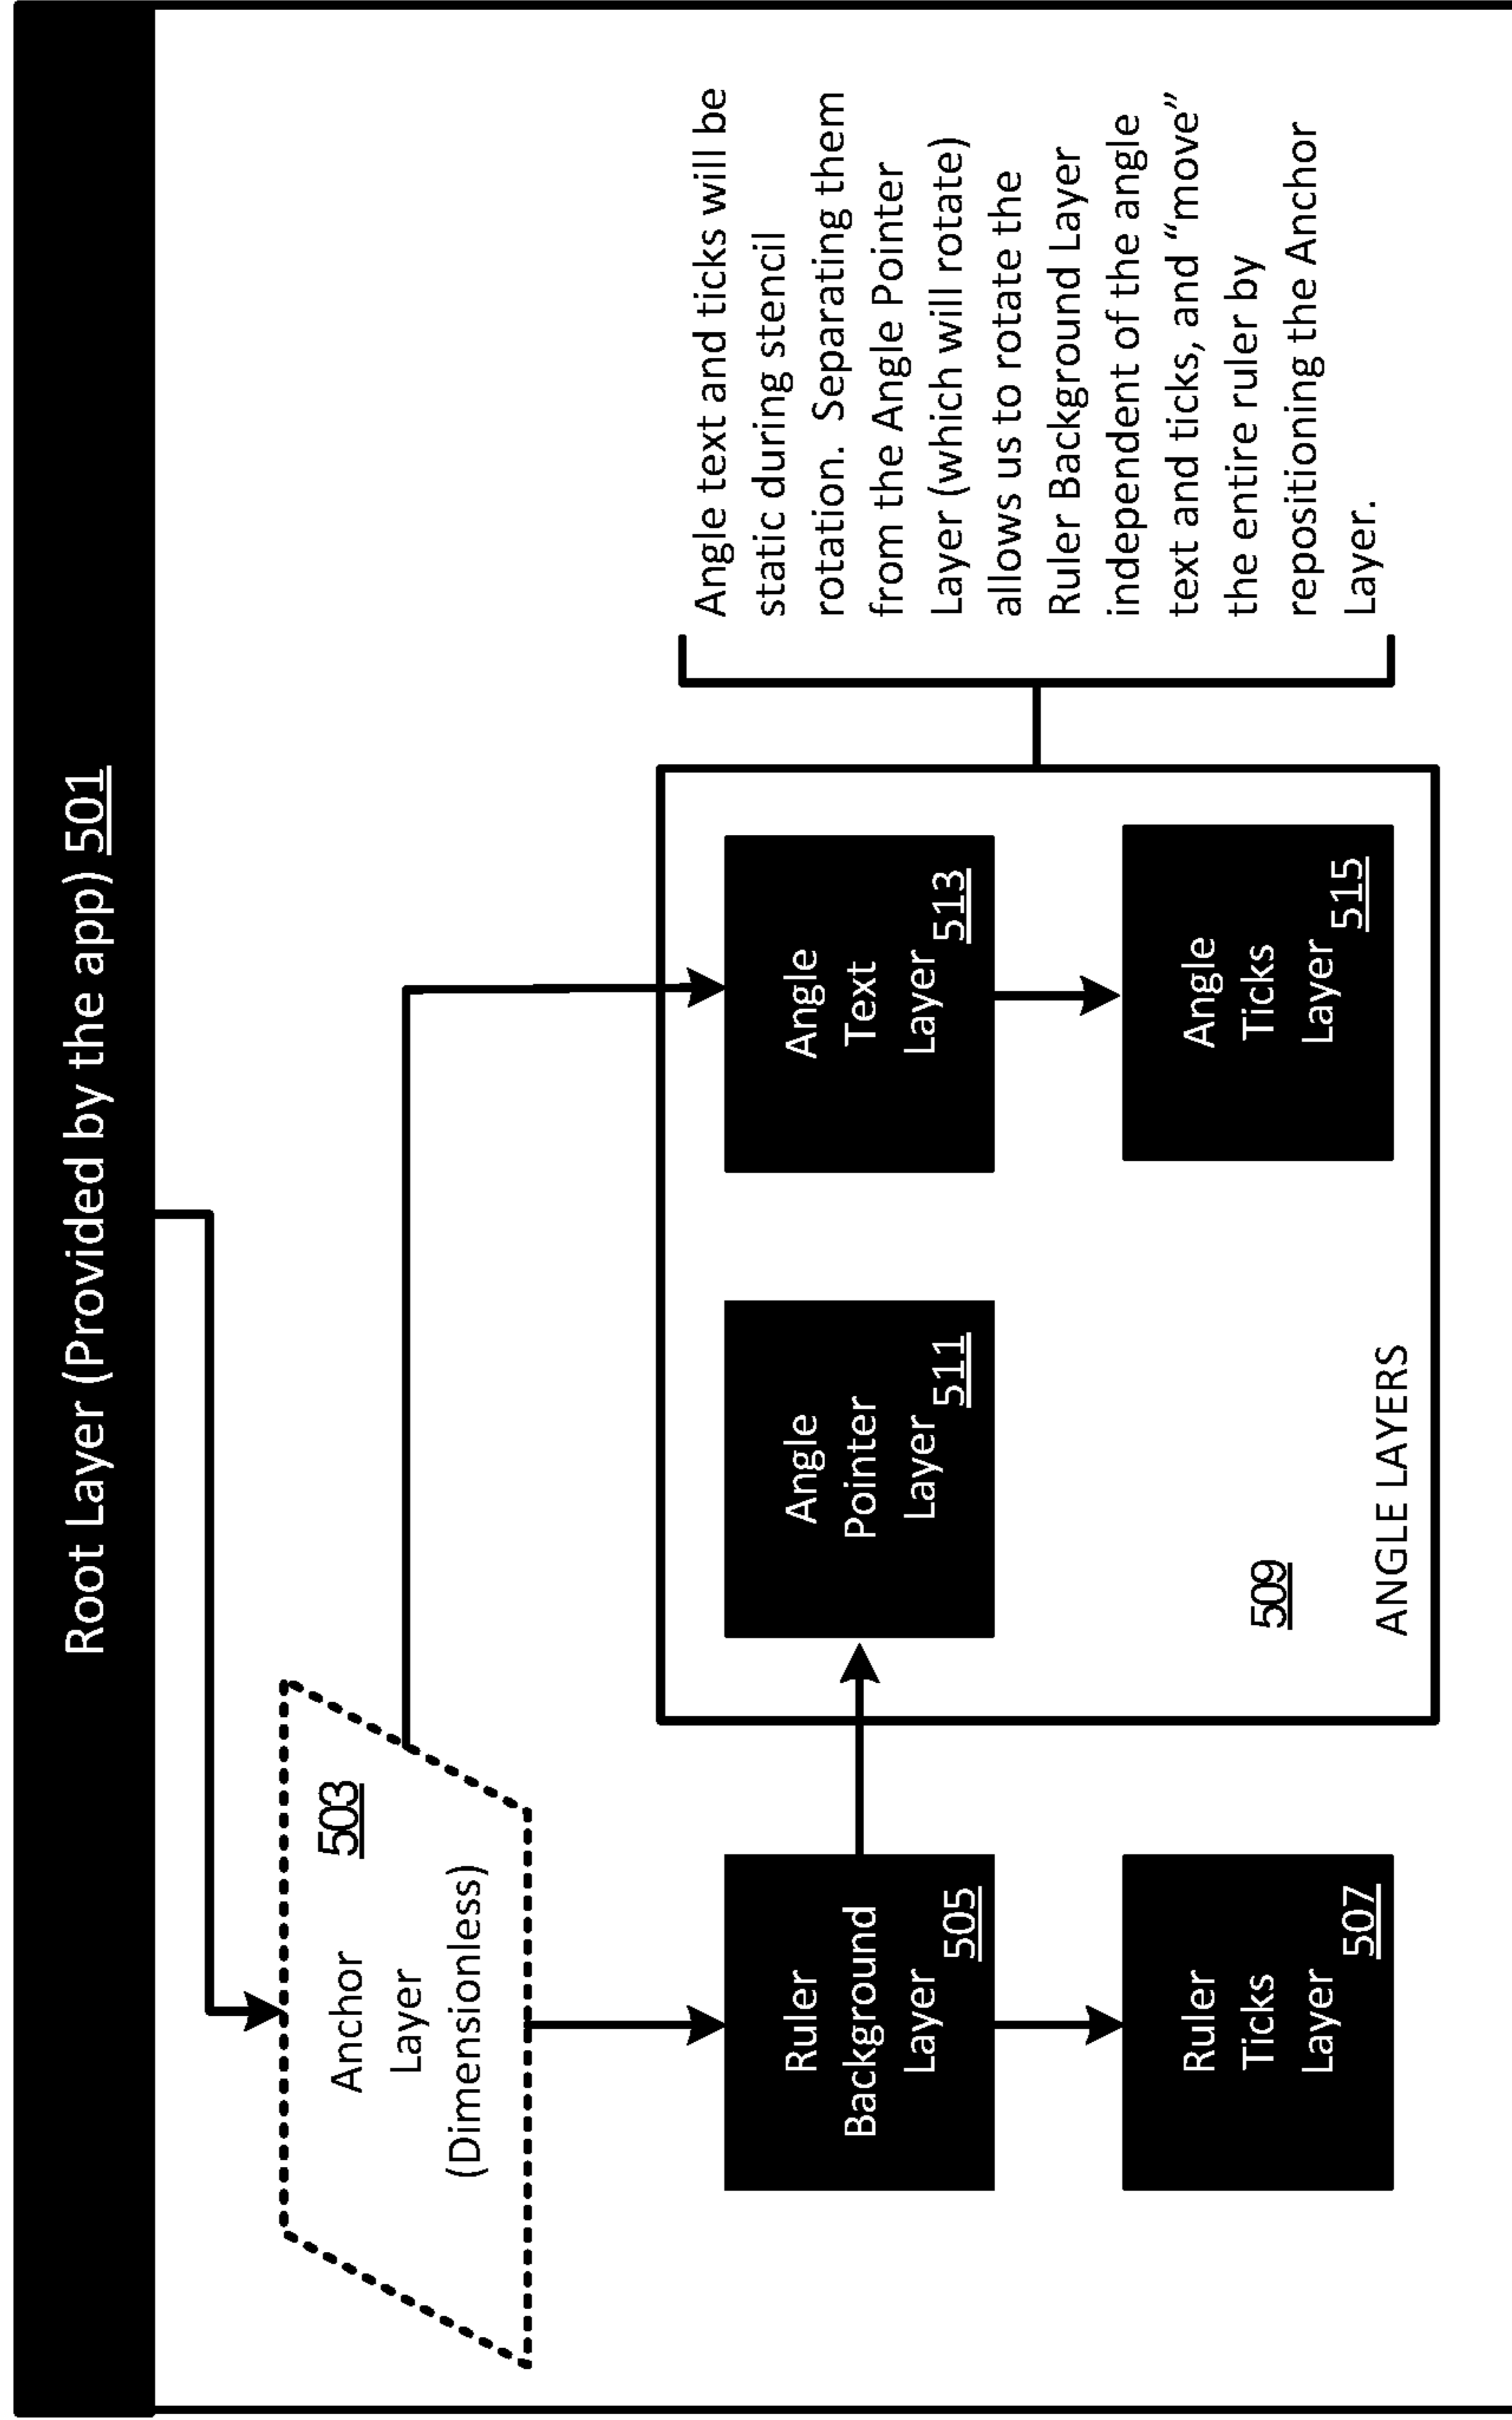 Root Layer (Provided by the app) 501
503
Anchor
Layer
(Dimensionless)
Ruler
Background
Layer 505
Ruler
Ticks
Layer 507
Angle
Pointer
Layer 511
Angle
Text
Layer 513
Angle
Ticks
Layer 515
509
ANGLE LAYERS
Angle text and ticks will be
static during stencil
rotation. Separating them
from the Angle Pointer
Layer (which will rotate)
allows us to rotate the
Ruler Background Layer
independent of the angle
text and ticks, and “move”
the entire ruler by
repositioning the Anchor
Layer.